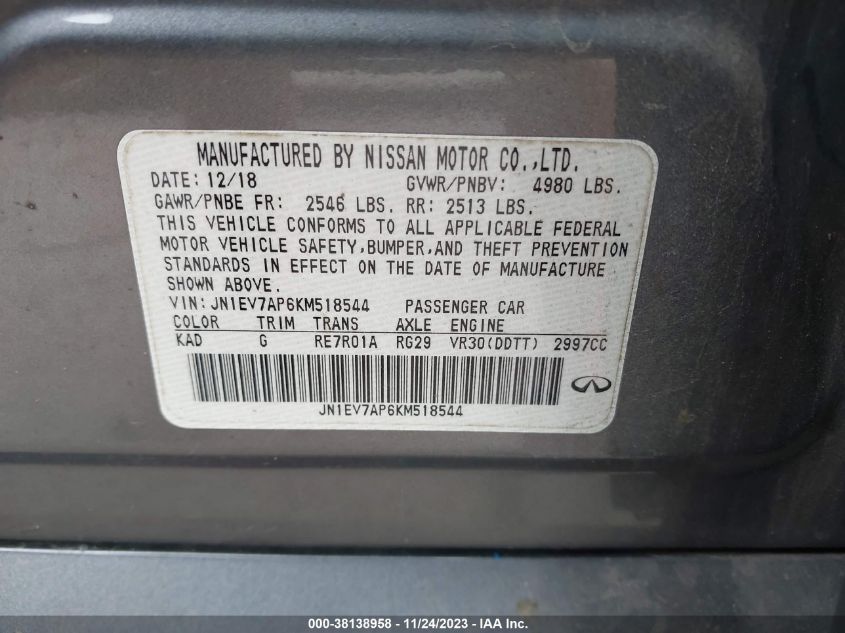 MANUFACTURED BY NISSAN MOTOR CO.,LTD.
DATE: 12/18 GVWR/PNBV: 4980 LBS.
GAWR/PNBE FR: 2546 LBS. RR: 2513 LBS.
THIS VEHICLE CONFORMS TO ALL APPLICABLE FEDERAL
MOTOR VEHICLE SAFETY,BUMPER,AND THEFT PREVENTION
STANDARDS IN EFFECT ON THE DATE OF MANUFACTURE
SHOWN ABOVE.
VIN:JN1EV7AP6KM518544 PASSENGER CAR
COLOR TRIM TRANS AXLE ENGINE
KAD G RE7R01A RG29 VR30(DDTT) 2997CC
JN1EV7AP6KM518544
000-38138958 - 11/24/2023 - IAA Inc.